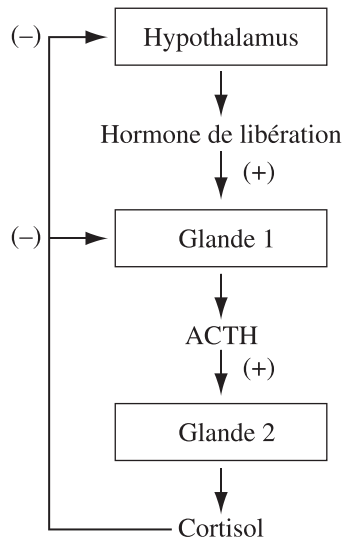 (–)
Hypothalamus
Hormone de libération
(+)
(–)
Glande 1
ACTH
(+)
Glande 2
Cortisol